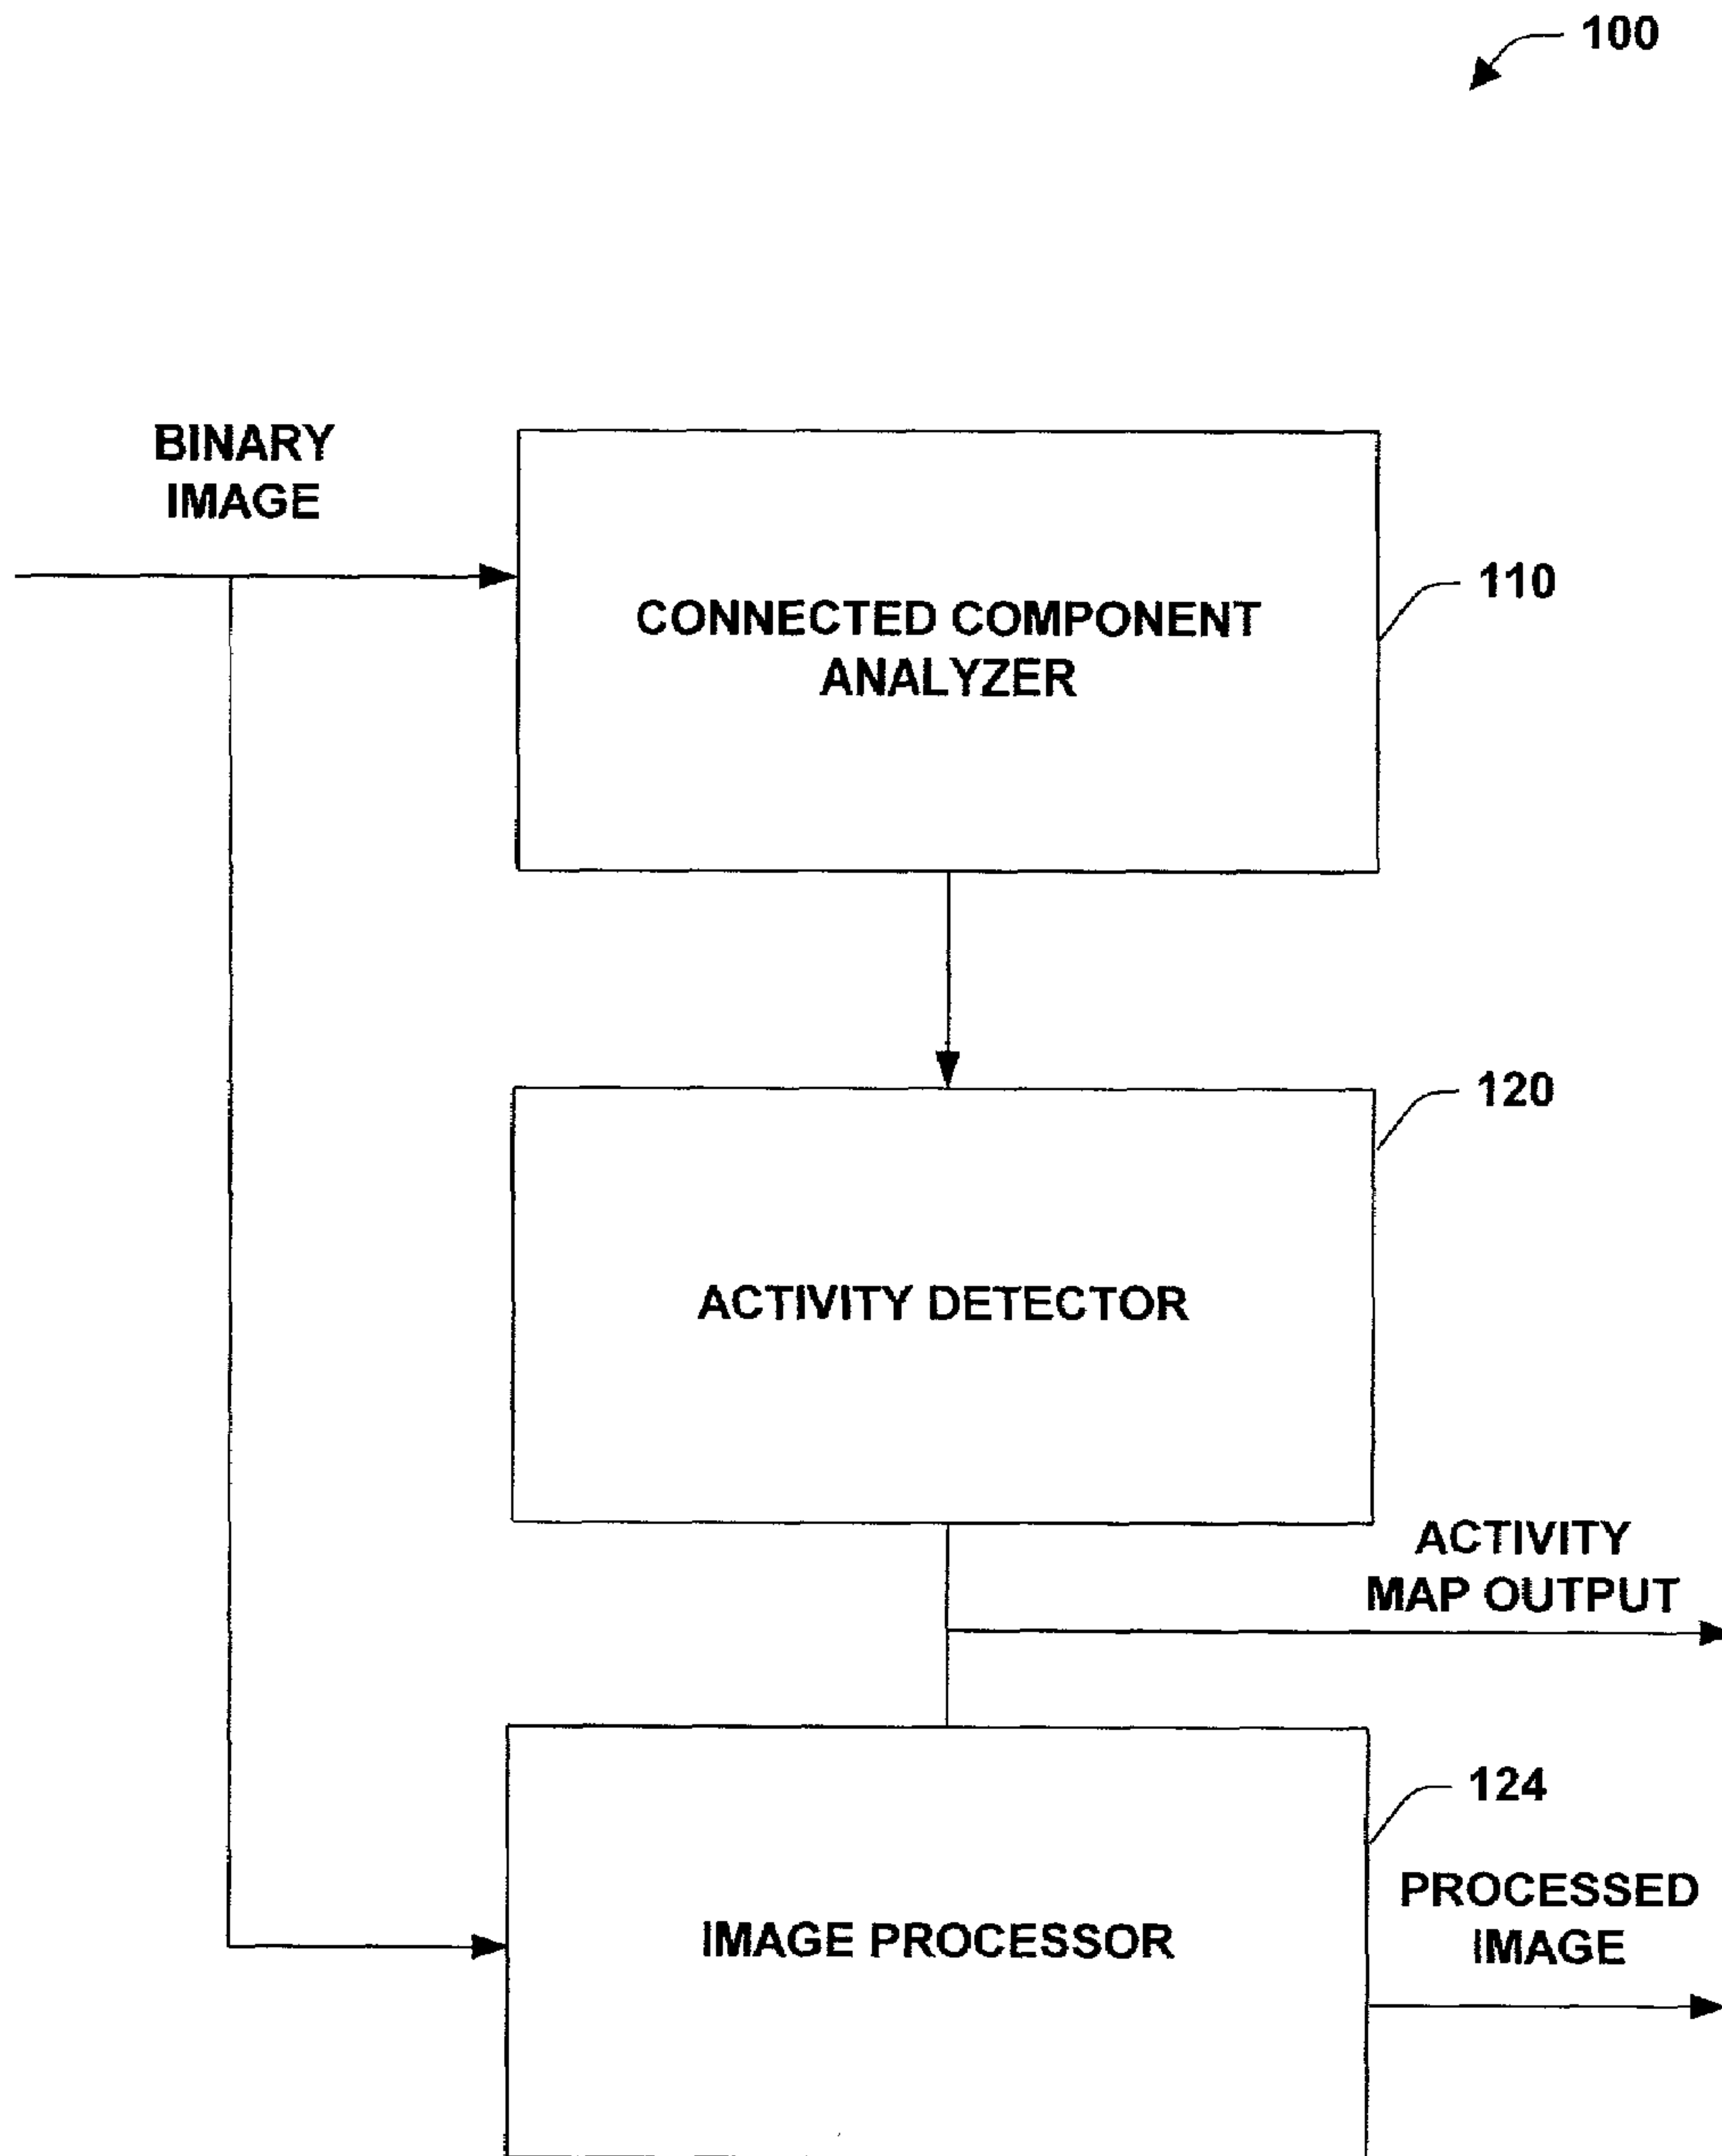 100
BINARY
IMAGE
CONNECTED COMPONENT
ANALYZER
110
120
ACTIVITY DETECTOR
ACTIVITY
MAP OUTPUT
124
PROCESSED
IMAGE
IMAGE PROCESSOR